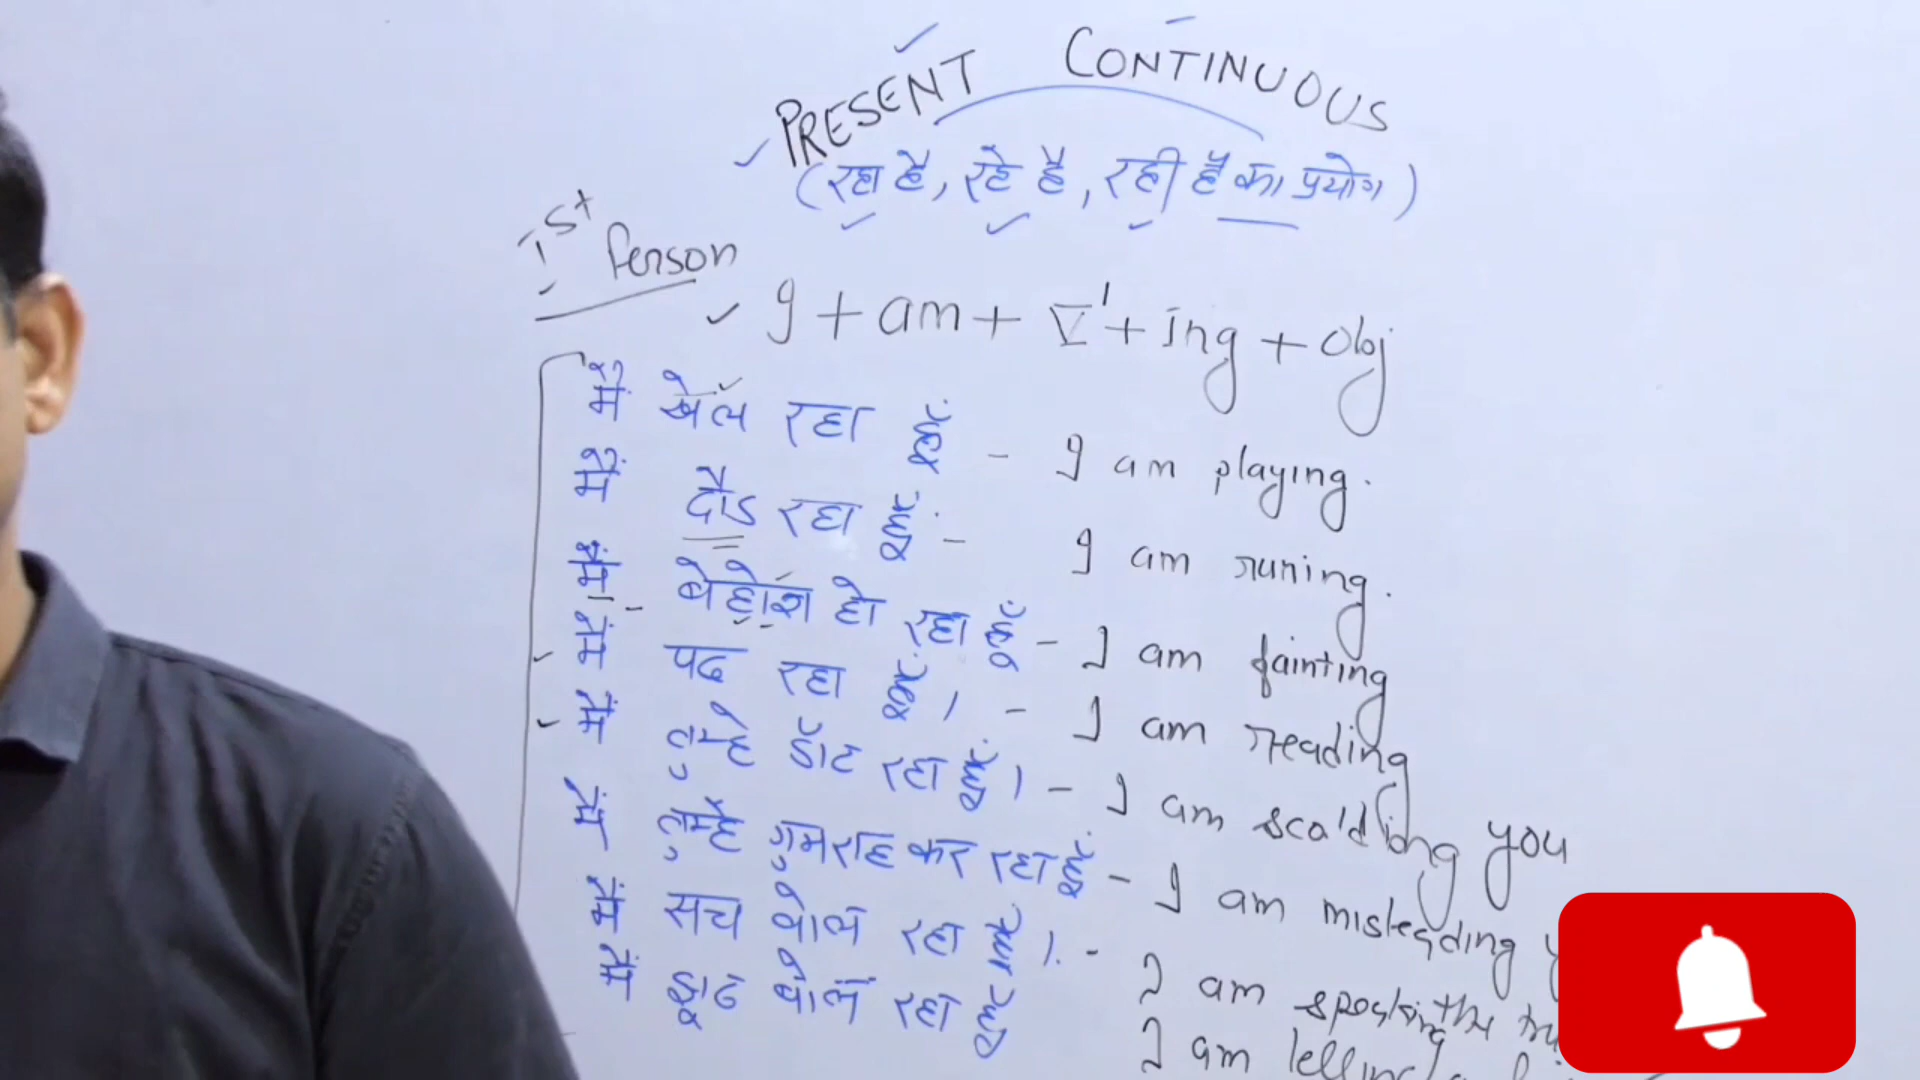 PRESENT CONTINUOUS
(रहा है, रहे है, रही है का प्रयोग)
1st Person
I + am + V¹ + ing + obj
मैं खेल रहा हूँ - I am playing.
मैं दौड रहा हूँ - I am runing.
मैं बेहोश हो रहा हूँ - I am fainting
मैं पढ रहा हूँ । - I am reading
मैं तुम्हे डॉट रहा हूँ । - I am scalding you
मैं तुम्हे गुमराह कर रहा हूँ - I am misleading
मैं सच बोल रहा हूँ । - I am the
मैं झूठ बोल रहा हूँ I am